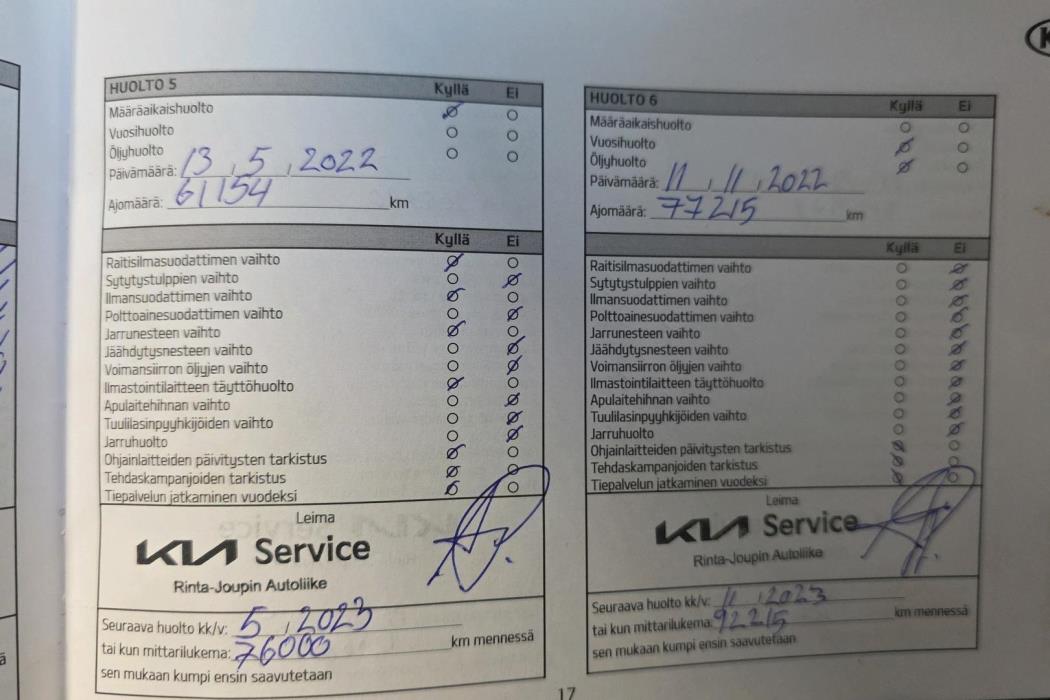 HUOLTO 5 Kyllä Ei
Määräaikaishuolto
Vuosihuolto
Öljyhuolto
Päivämäärä: 13 , 5 , 2022
Ajomäärä: 61154 km
Kyllä Ei
Raitisilmasuodattimen vaihto
Sytytystulppien vaihto
Ilmansuodattimen vaihto
Polttoainesuodattimen vaihto
Jarrunesteen vaihto
Jäähdytysnesteen vaihto
Voimansiirron öljyjen vaihto
Ilmastointilaitteen täyttöhuolto
Apulaitehihnan vaihto
Tuulilasinpyyhkijöiden vaihto
Jarruhuolto
Ohjainlaitteiden päivitysten tarkistus
Tehdaskampanjoiden tarkistus
Tiepalvelun jatkaminen vuodeksi
Leima
KIA Service
Rinta-Joupin Autoliike
Seuraava huolto kk/v: 5 , 2023
tai kun mittarilukema: 76000 km mennessä
sen mukaan kumpi ensin saavutetaan
HUOLTO 6 Kyllä Ei
Määräaikaishuolto
Vuosihuolto
Öljyhuolto
Päivämäärä: 11 , 11 , 2022
Ajomäärä: 77215 km
Kyllä Ei
Raitisilmasuodattimen vaihto
Sytytystulppien vaihto
Ilmansuodattimen vaihto
Polttoainesuodattimen vaihto
Jarrunesteen vaihto
Jäähdytysnesteen vaihto
Voimansiirron öljyjen vaihto
Ilmastointilaitteen täyttöhuolto
Apulaitehihnan vaihto
Tuulilasinpyyhkijöiden vaihto
Jarruhuolto
Ohjainlaitteiden päivitysten tarkistus
Tehdaskampanjoiden tarkistus
Tiepalvelun jatkaminen vuodeksi
Leima
KIA Service
Rinta-Joupin Autoliike
Seuraava huolto kk/v: 11 , 2023
tai kun mittarilukema: 92215 km mennessä
sen mukaan kumpi ensin saavutetaan
17